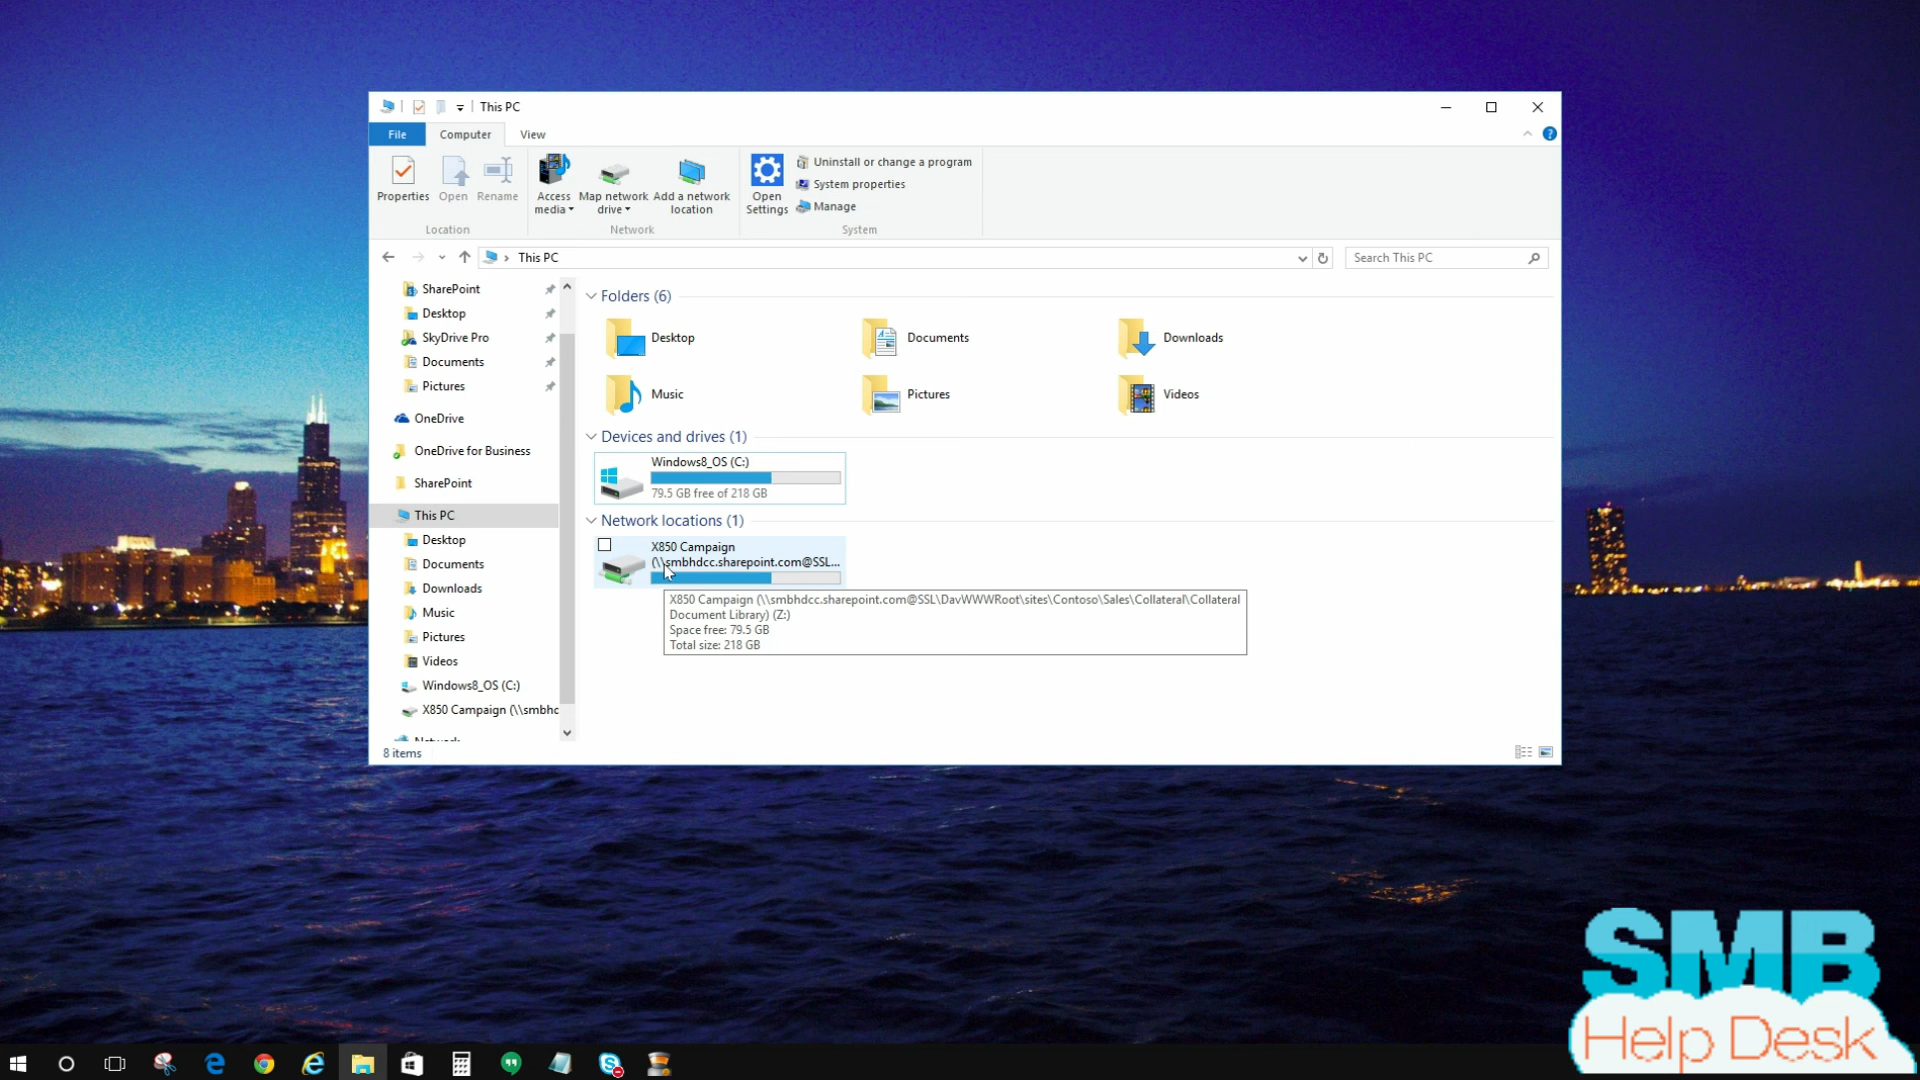 This PC
File
Computer
View
Properties
Open
Rename
Location
Access media
Map network drive
Add a network location
Network
Open Settings
Uninstall or change a program
System properties
Manage
System
This PC
Search This PC
SharePoint
Desktop
SkyDrive Pro
Documents
Pictures
OneDrive
OneDrive for Business
SharePoint
This PC
Desktop
Documents
Downloads
Music
Pictures
Videos
Windows8_OS (C:)
X850 Campaign (\\smbhc
Folders (6)
Desktop
Documents
Downloads
Music
Pictures
Videos
Devices and drives (1)
Windows8_OS (C:)
79.5 GB free of 218 GB
Network locations (1)
X850 Campaign
(\\smbhdcc.sharepoint.com@SSL...
X850 Campaign (\\smbhdcc.sharepoint.com@SSL\DavWWWRoot\sites\Contoso\Sales\Collateral\Collateral
Document Library) (Z:)
Space free: 79.5 GB
Total size: 218 GB
8 items
SMB
Help Desk